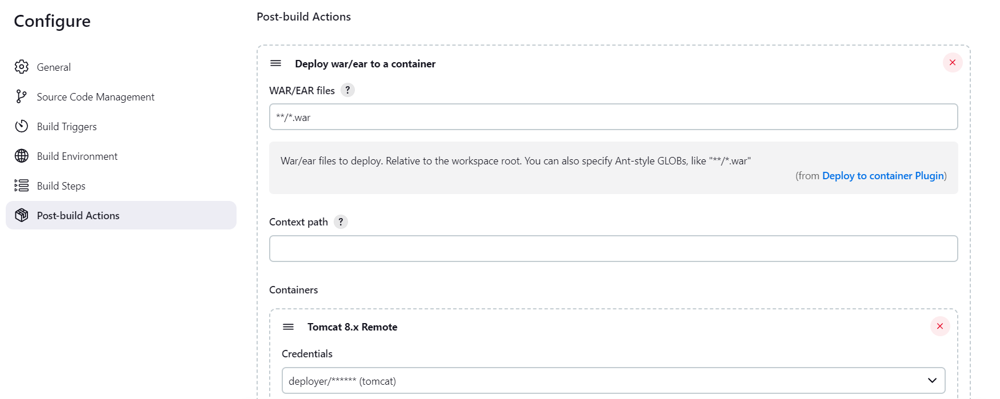 Configure
General
Source Code Management
Build Triggers
Build Environment
Build Steps
Post-build Actions
Post-build Actions
Deploy war/ear to a container
WAR/EAR files ?
**/*.war
War/ear files to deploy. Relative to the workspace root. You can also specify Ant-style GLOBs, like "**/*.war"
(from Deploy to container Plugin)
Context path ?
Containers
Tomcat 8.x Remote
Credentials
deployer/****** (tomcat)